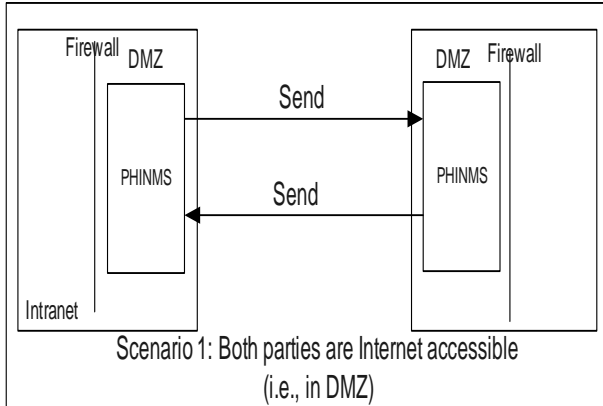 Firewall
DMZ
DMZ
Firewall
Send
PHINMS
PHINMS
Send
Intranet
Scenario 1: Both parties are Internet accessible
(i.e., in DMZ)